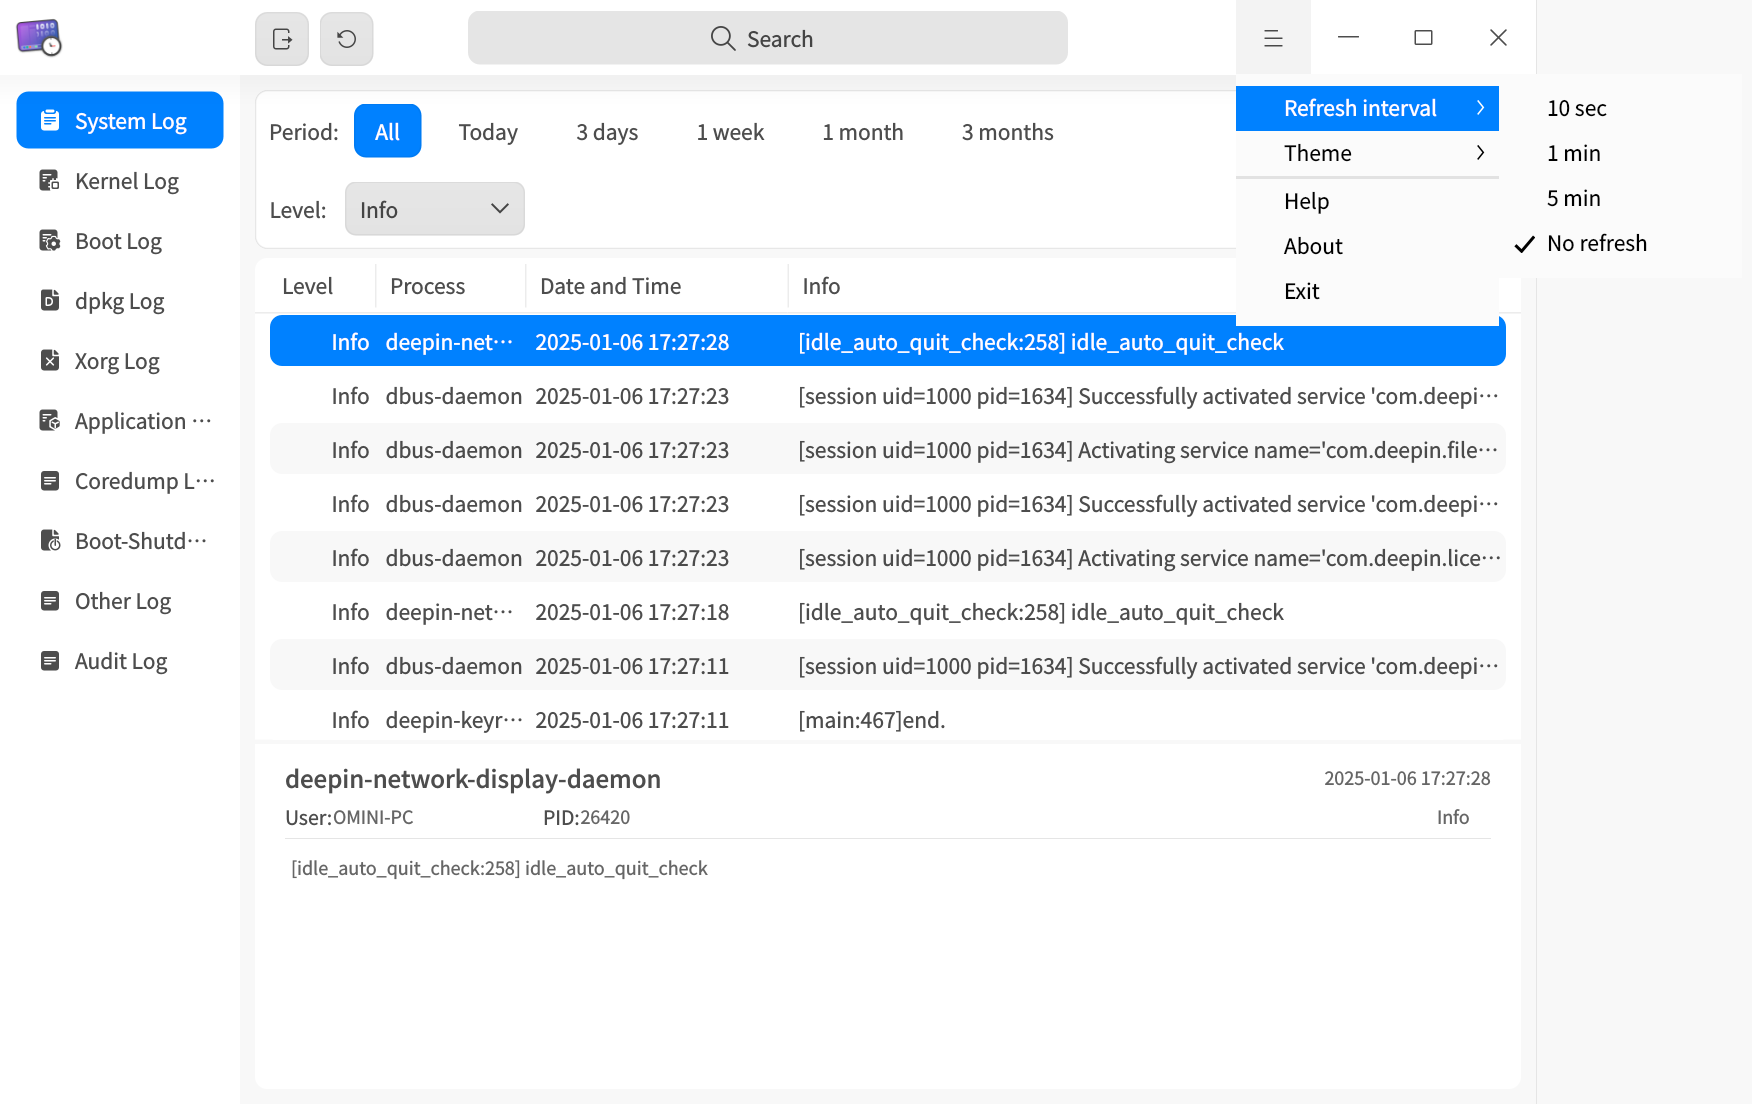 Search
System Log
Kernel Log
Boot Log
dpkg Log
Xorg Log
Application ···
Coredump L···
Boot-Shutd···
Other Log
Audit Log
Period: All Today 3 days 1 week 1 month 3 months
Level: Info
Refresh interval
Theme
Help
About
Exit
10 sec
1 min
5 min
No refresh
Level Process Date and Time Info
Info deepin-net··· 2025-01-06 17:27:28 [idle_auto_quit_check:258] idle_auto_quit_check
Info dbus-daemon 2025-01-06 17:27:23 [session uid=1000 pid=1634] Successfully activated service 'com.deepi···
Info dbus-daemon 2025-01-06 17:27:23 [session uid=1000 pid=1634] Activating service name='com.deepin.file···
Info dbus-daemon 2025-01-06 17:27:23 [session uid=1000 pid=1634] Successfully activated service 'com.deepi···
Info dbus-daemon 2025-01-06 17:27:23 [session uid=1000 pid=1634] Activating service name='com.deepin.lice···
Info deepin-net··· 2025-01-06 17:27:18 [idle_auto_quit_check:258] idle_auto_quit_check
Info dbus-daemon 2025-01-06 17:27:11 [session uid=1000 pid=1634] Successfully activated service 'com.deepi···
Info deepin-keyr··· 2025-01-06 17:27:11 [main:467]end.
deepin-network-display-daemon 2025-01-06 17:27:28
User:OMINI-PC PID:26420 Info
[idle_auto_quit_check:258] idle_auto_quit_check